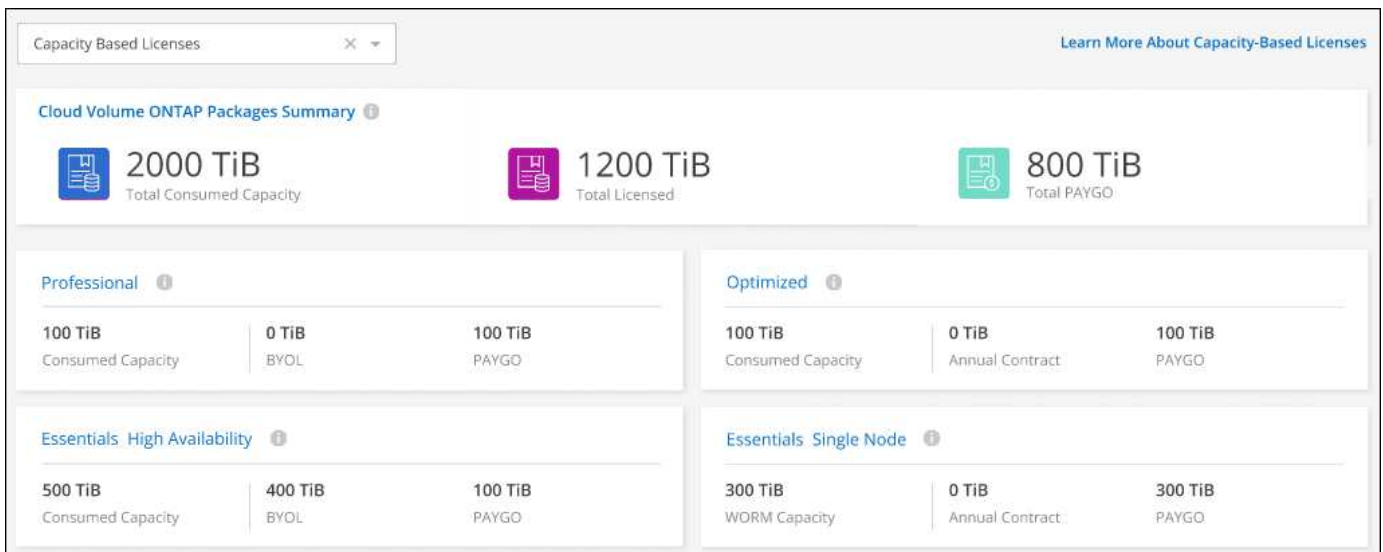 Capacity Based Licenses
Learn More About Capacity-Based Licenses
Cloud Volume ONTAP Packages Summary
2000 TiB
Total Consumed Capacity
1200 TiB
Total Licensed
800 TiB
Total PAYGO
Professional
100 TiB
Consumed Capacity
0 TiB
BYOL
100 TiB
PAYGO
Optimized
100 TiB
Consumed Capacity
0 TiB
Annual Contract
100 TiB
PAYGO
Essentials High Availability
500 TiB
Consumed Capacity
400 TiB
BYOL
100 TiB
PAYGO
Essentials Single Node
300 TiB
WORM Capacity
0 TiB
Annual Contract
300 TiB
PAYGO